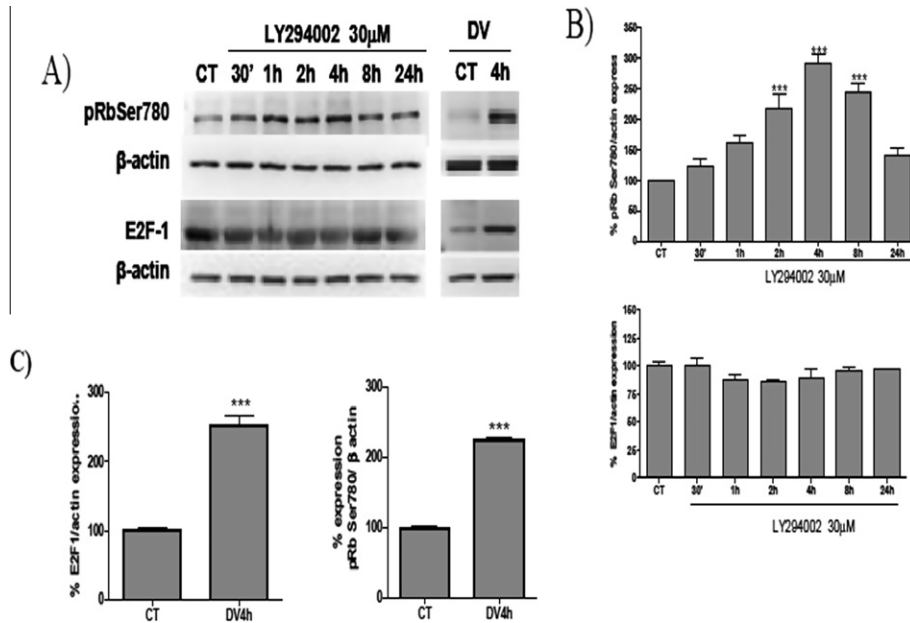 A)
LY294002 30µM
DV
CT 30' 1h 2h 4h 8h 24h
CT 4h
pRbSer780
β-actin
E2F-1
β-actin
B)
% pRb Ser780/actin express
350
300
250
200
150
100
50
0
***
***
***
CT 30' 1h 2h 4h 8h 24h
LY294002 30µM
% E2F1/actin expression
150
125
100
75
50
25
0
CT 30' 1h 2h 4h 8h 24h
LY294002 30µM
C)
% E2F1/actin expression..
300
200
100
0
***
CT DV4h
% expression
pRb Ser780/ β actin
300
200
100
0
***
CT DV4h